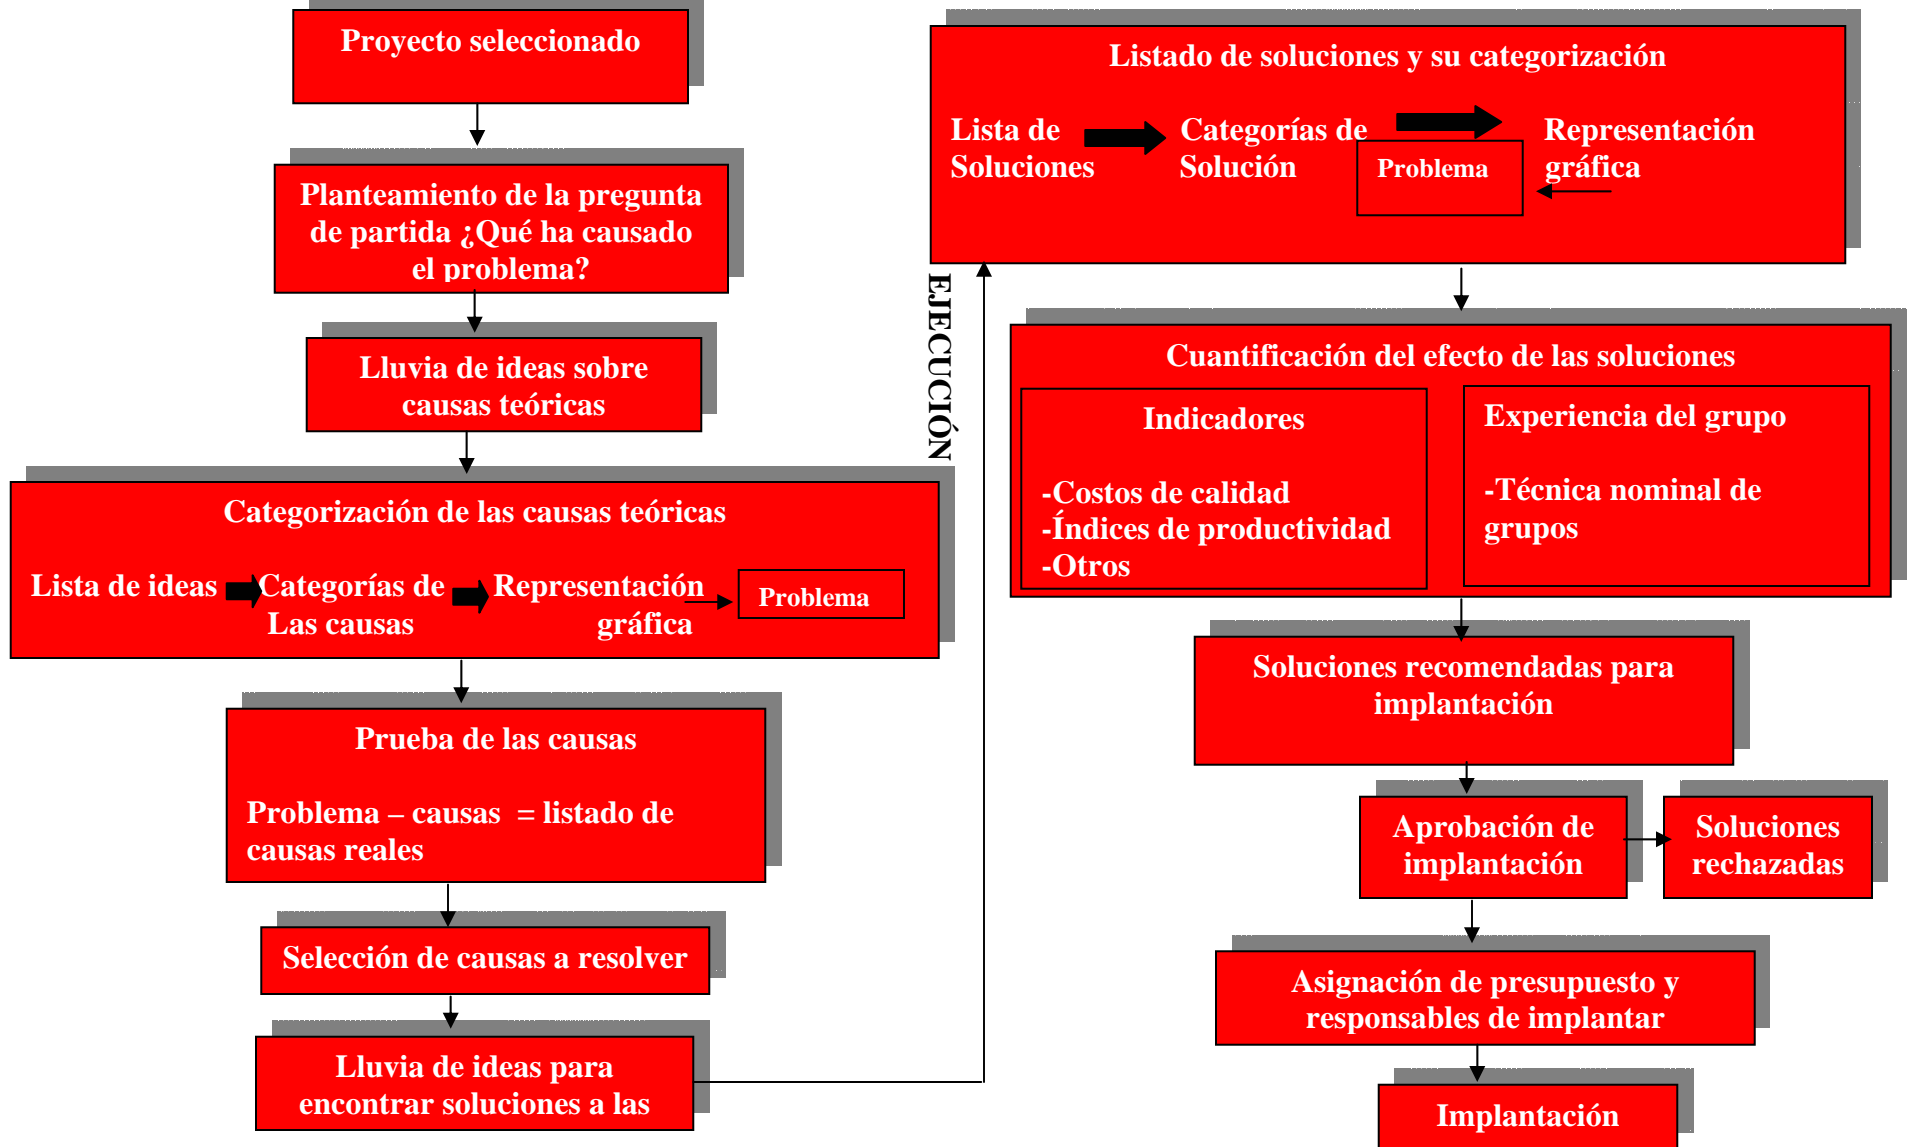 Proyecto seleccionado
Planteamiento de la pregunta
de partida ¿Qué ha causado
el problema?
Lluvia de ideas sobre
causas teóricas
Categorización de las causas teóricas
Lista de ideas
Categorías de
Las causas
Representación
gráfica
Problema
Prueba de las causas
Problema – causas = listado de
causas reales
Selección de causas a resolver
Lluvia de ideas para
encontrar soluciones a las
EJECUCIÓN
Listado de soluciones y su categorización
Lista de
Soluciones
Categorías de
Solución
Problema
Representación
gráfica
Cuantificación del efecto de las soluciones
Indicadores
-Costos de calidad
-Índices de productividad
-Otros
Experiencia del grupo
-Técnica nominal de
grupos
Soluciones recomendadas para
implantación
Aprobación de
implantación
Soluciones
rechazadas
Asignación de presupuesto y
responsables de implantar
Implantación